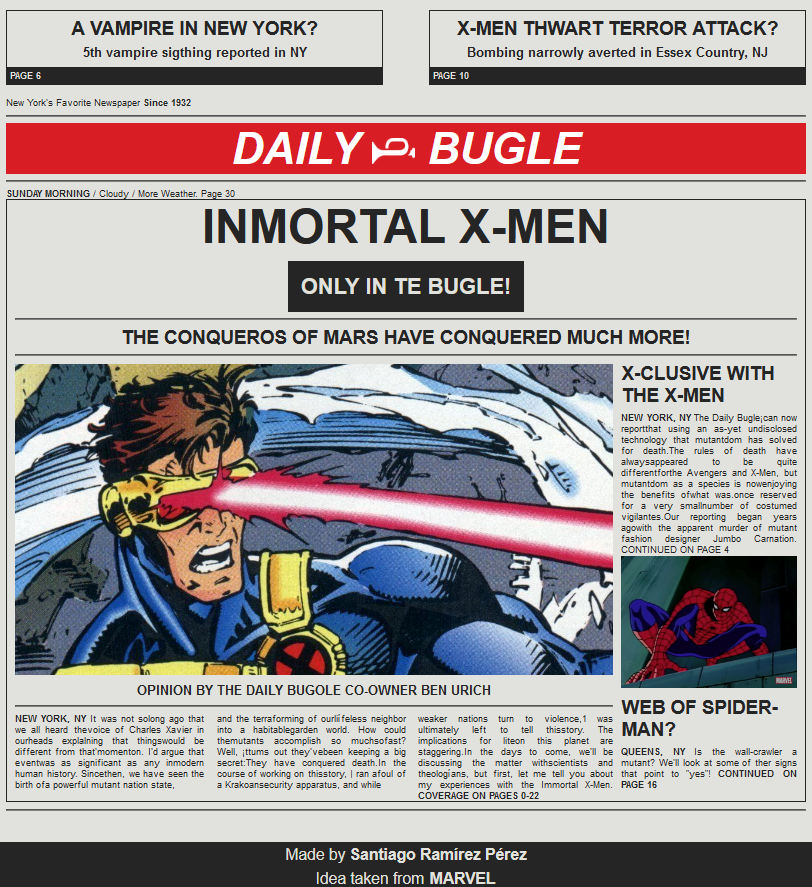 A VAMPIRE IN NEW YORK?
5th vampire sigthing reported in NY
PAGE 6
X-MEN THWART TERROR ATTACK?
Bombing narrowly averted in Essex Country, NJ
PAGE 10
New York's Favorite Newspaper Since 1932
DAILY BUGLE
SUNDAY MORNING / Cloudy / More Weather. Page 30
INMORTAL X-MEN
ONLY IN TE BUGLE!
THE CONQUEROS OF MARS HAVE CONQUERED MUCH MORE!
OPINION BY THE DAILY BUGOLE CO-OWNER BEN URICH
NEW YORK, NY It was not solong ago that
we all heard thevoice of Charles Xavier in
ourheads explaining that thingswould be
different from that'momenton. I'd argue that
eventwas as significant as any inmodern
human history. Sincethen, we have seen the
birth ofa powerful mutant nation state,
and the terraforming of ourlifeless neighbor
into a habitablegarden world. How could
themutants accomplish so muchsofast?
Well, ¡ttums out they'vebeen keeping a big
secret:They have conquered death.In the
course of working on thisstory, | ran afoul of
a Krakoansecurity apparatus, and while
weaker nations turn to violence,1 was
ultimately left to tell thisstory. The
implications for liteon this planet are
staggering.In the days to come, we'll be
discussing the matter withscientists and
theologians, but first, let me tell you about
my experiences with the Immortal X-Men.
COVERAGE ON PAGES 0-22
X-CLUSIVE WITH
THE X-MEN
NEW YORK, NY The Daily Bugle¡can now
reportthat using an as-yet undisclosed
technology that mutantdom has solved
for death.The rules of death have
alwaysappeared to be quite
differentforthe Avengers and X-Men, but
mutantdom as a species is nowenjoying
the benefits ofwhat was.once reserved
for a very smallnumber of costumed
vigilantes.Our reporting began years
agowith the apparent murder of mutant
fashion designer Jumbo Carnation.
CONTINUED ON PAGE 4
MARVEL
WEB OF SPIDER-
MAN?
QUEENS, NY Is the wall-crawler a
mutant? We'll look at some of ther signs
that point to "yes"! CONTINUED ON
PAGE 16
Made by Santiago Ramírez Pérez
Idea taken from MARVEL